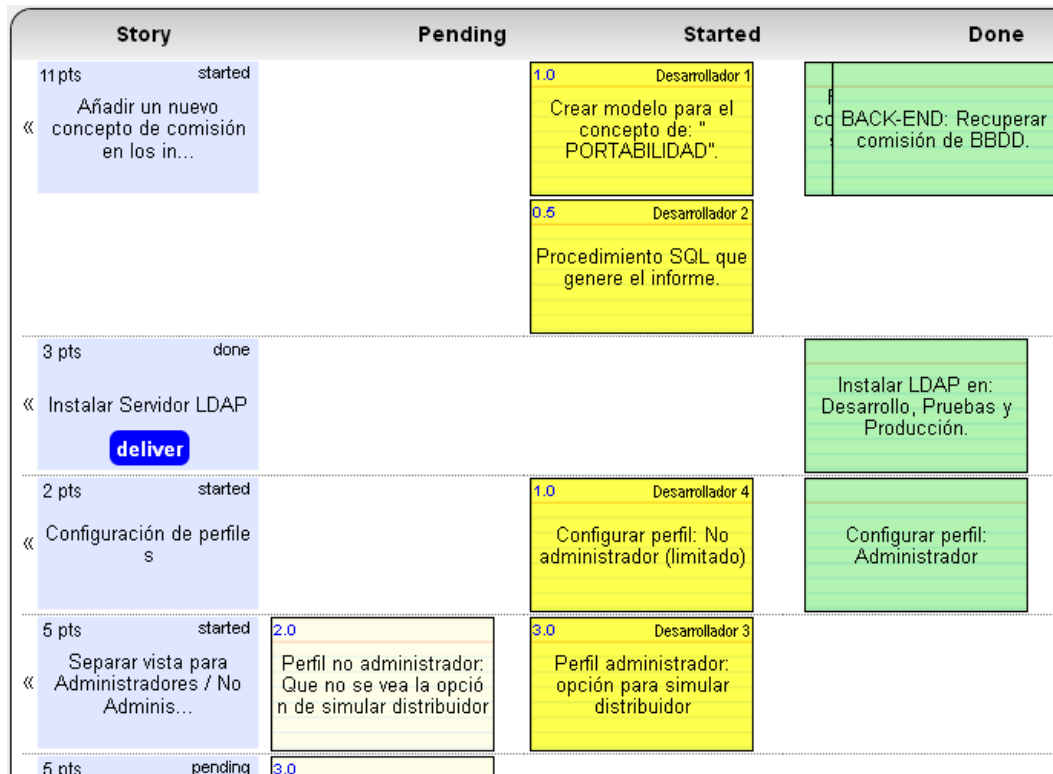 Story Pending Started Done
11 pts started
Añadir un nuevo
concepto de comisión
en los in...
«
1.0 Desarrollador 1
Crear modelo para el
concepto de: "
PORTABILIDAD".
BACK-END: Recuperar
comisión de BBDD.
0.5 Desarrollador 2
Procedimiento SQL que
genere el informe.
3 pts done
« Instalar Servidor LDAP
deliver
Instalar LDAP en:
Desarrollo, Pruebas y
Producción.
2 pts started
Configuración de perfile
s
«
1.0 Desarrollador 4
Configurar perfil: No
administrador (limitado)
Configurar perfil:
Administrador
5 pts started
Separar vista para
Administradores / No
Adminis...
«
2.0
Perfil no administrador:
Que no se vea la opció
n de simular distribuidor
3.0 Desarrollador 3
Perfil administrador:
opción para simular
distribuidor
5 pts pending
3.0